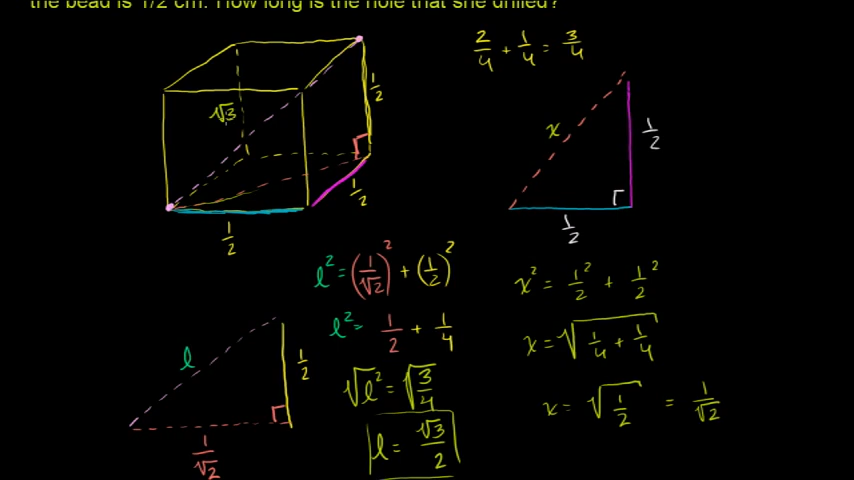 the bead is 1/2 cm. How long is the hole that she drilled?
2/4 + 1/4 = 3/4
1/2
√3
x
1/2
1/2
1/2
1/2
l² = (1/√2)² + (1/2)²
x² = 1/2² + 1/2²
l² = 1/2 + 1/4
x = √(1/4 + 1/4)
l
1/2
√l² = √(3/4)
x = √(1/2) = 1/√2
l = √3/2
1/√2